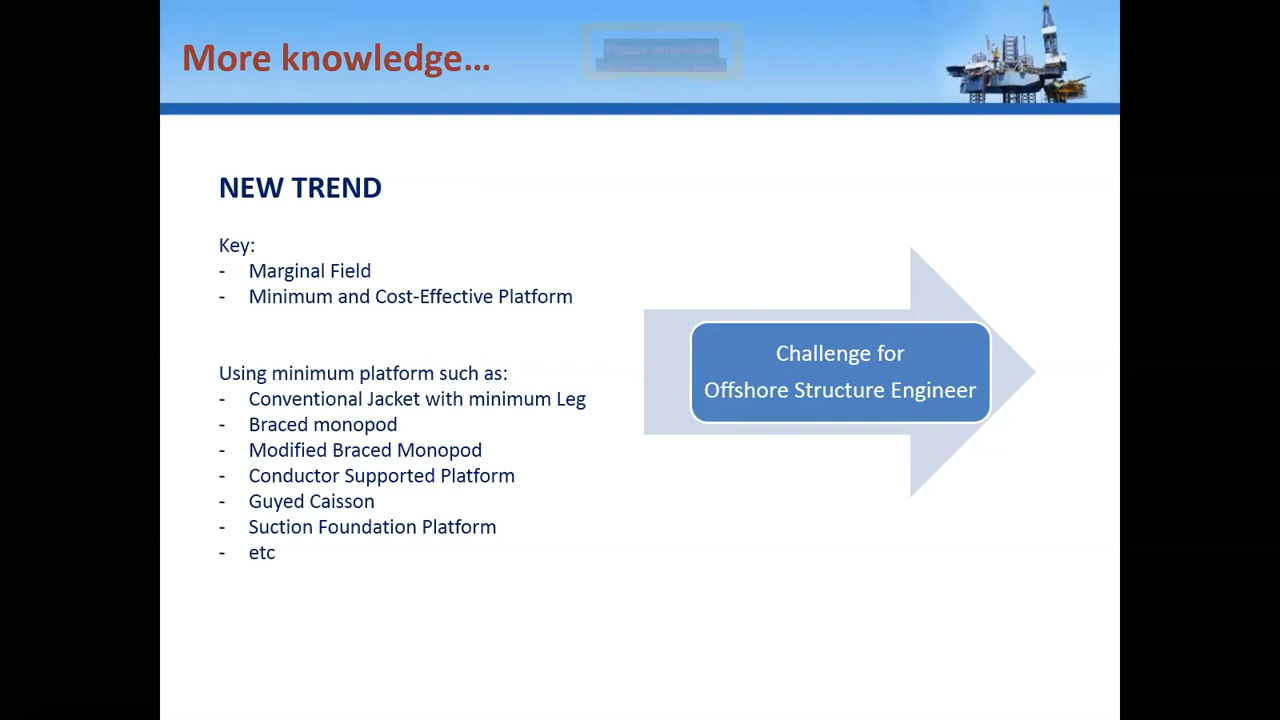 More knowledge...
NEW TREND
Key:
- Marginal Field
- Minimum and Cost-Effective Platform
Using minimum platform such as:
- Conventional Jacket with minimum Leg
- Braced monopod
- Modified Braced Monopod
- Conductor Supported Platform
- Guyed Caisson
- Suction Foundation Platform
- etc
Challenge for
Offshore Structure Engineer